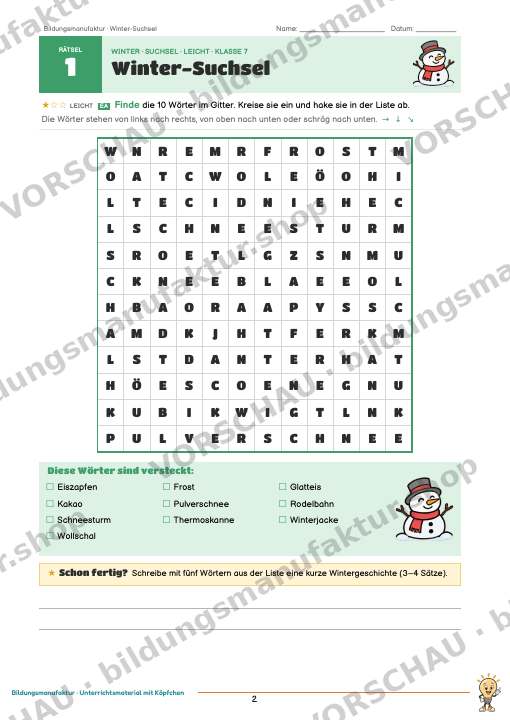 Bildungsmanufaktur · Winter-Suchsel Name: Datum:
RÄTSEL
1
WINTER · SUCHSEL · LEICHT · KLASSE 7
Winter-Suchsel
★☆☆ LEICHT EA Finde die 10 Wörter im Gitter. Kreise sie ein und hake sie in der Liste ab.
Die Wörter stehen von links nach rechts, von oben nach unten oder schräg nach unten. → ↓ ↘
W N R E M R F R O S T M
O A T C W O L E Ö O H I
L T E C I D N I E H E C
L S C H N E E S T U R M
S R O E T L G Z S N M U
C K N E E B L A E E O L
H B A O R A A P Y S S C
A M D K J H T F E R K M
L S T D A N T E R H A T
H Ö E S C O E N E G N U
K U B I K W I G T L N K
P U L V E R S C H N E E
Diese Wörter sind versteckt:
☐ Eiszapfen ☐ Frost ☐ Glatteis
☐ Kakao ☐ Pulverschnee ☐ Rodelbahn
☐ Schneesturm ☐ Thermoskanne ☐ Winterjacke
☐ Wollschal
★ Schon fertig? Schreibe mit fünf Wörtern aus der Liste eine kurze Wintergeschichte (3–4 Sätze).
Bildungsmanufaktur · Unterrichtsmaterial mit Köpfchen
2
VORSCHAU · bildungsmanufaktur.shop